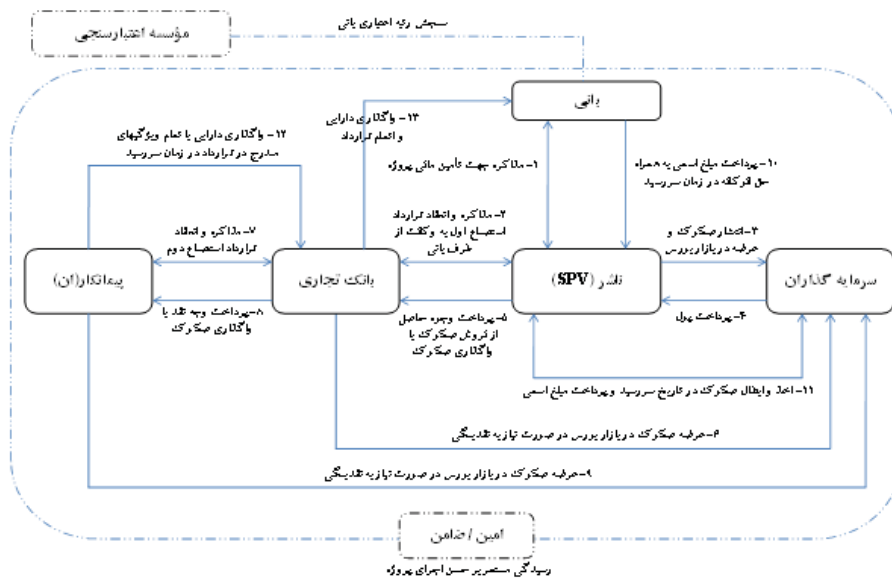 سنجش رتبه اعتباری بانی
مؤسسه اعتبارسنجی
بانی
۱۳- واگذاری دارایی
و اتمام قرارداد
۱۲- واگذاری دارایی با تمام ویژگیهای
مندرج در قرارداد در زمان سررسید
۱- مذاکره جهت تأمین مالی پروژه
۱۰- پرداخت مبلغ اسمی به همراه
در زمان سررسید
۷- مذاکره و انعقاد
قرارداد استصناع دوم
۲- مذاکره و انعقاد قرارداد
استصناع اول به وکالت از
طرف بانی
۳- انتشار صکوک و
عرضه در بازار بورس
پیمانکار(ان)
بانک تجاری
ناشر (SPV)
سرمایه گذاران
۸- پرداخت وجه نقد یا
واگذاری صکوک
۵- پرداخت وجوه حاصل
از فروش صکوک یا
واگذاری صکوک
۴- پرداخت پول
۱۱- اخذ و ابطال صکوک در تاریخ سررسید و پرداخت مبلغ اسمی
۶- عرضه صکوک در بازار بورس در صورت نیاز به نقدینگی
۹- عرضه صکوک در بازار بورس در صورت نیاز به نقدینگی
امین / ضامن
رسیدگی مستمر بر حسن اجرای پروژه